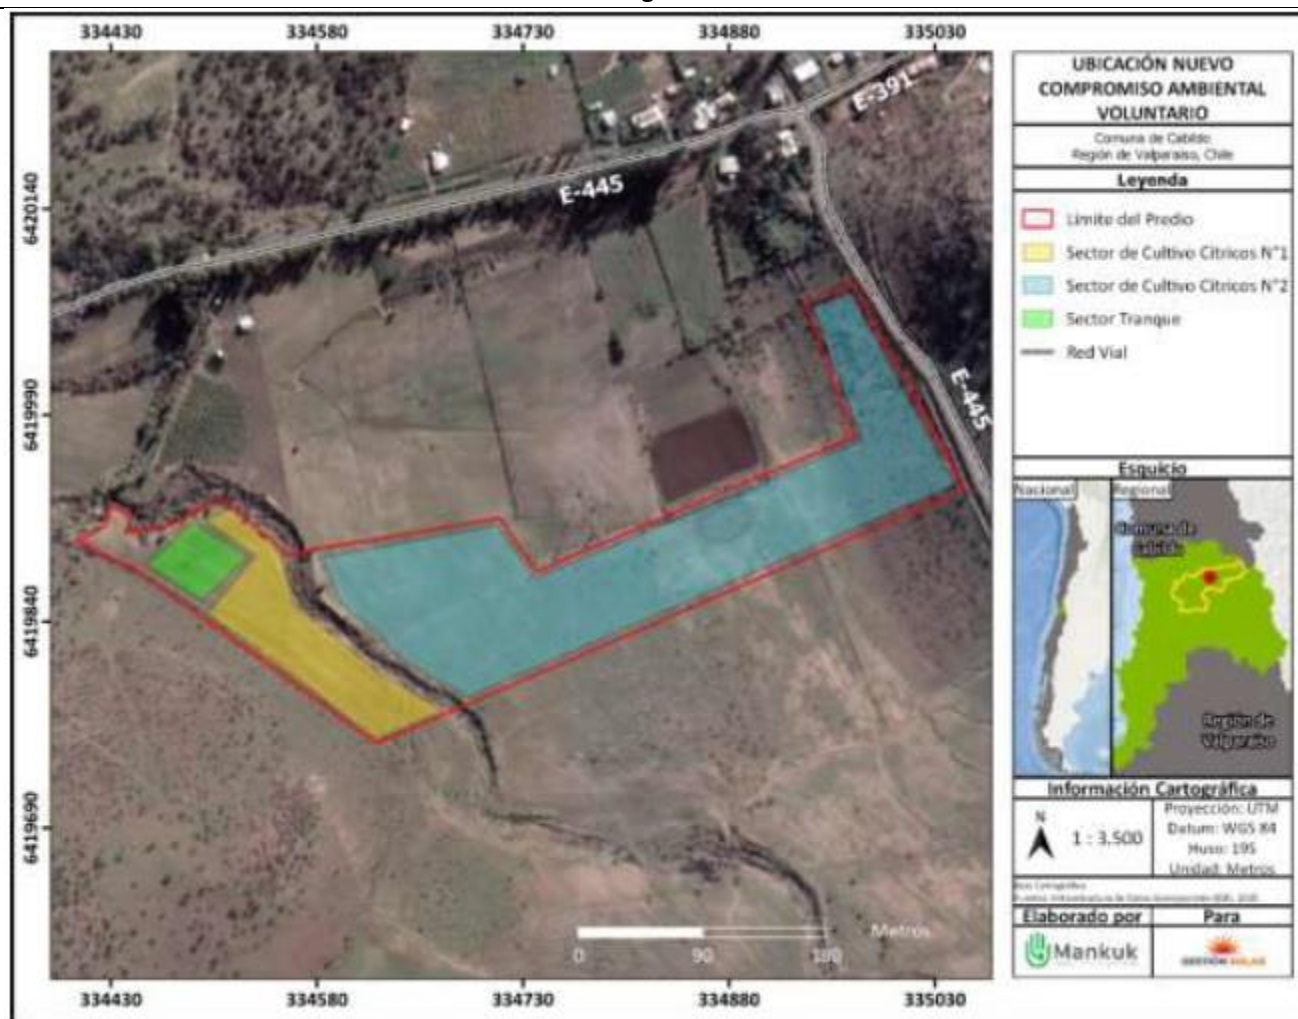 334430 334580 334730 334880 335030
6420140
6419990
6419840
6419690
E-391
E-445
E-445
Metros
0 90 180
334430 334580 334730 334880 335030
UBICACIÓN NUEVO
COMPROMISO AMBIENTAL
VOLUNTARIO
Comuna de Cabildo
Región de Valparaíso, Chile
Leyenda
Límite del Predio
Sector de Cultivo Cítricos N°1
Sector de Cultivo Cítricos N°2
Sector Tranque
Red Vial
Esquicio
Nacional
Regional
Comuna de
Cabildo
Región de
Valparaíso
Información Cartográfica
N
1 : 3.500
Proyección: UTM
Datum: WGS 84
Huso: 19S
Unidad: Metros
Elaborado por
Para
Mankuk
GESTIÓN SOLAR